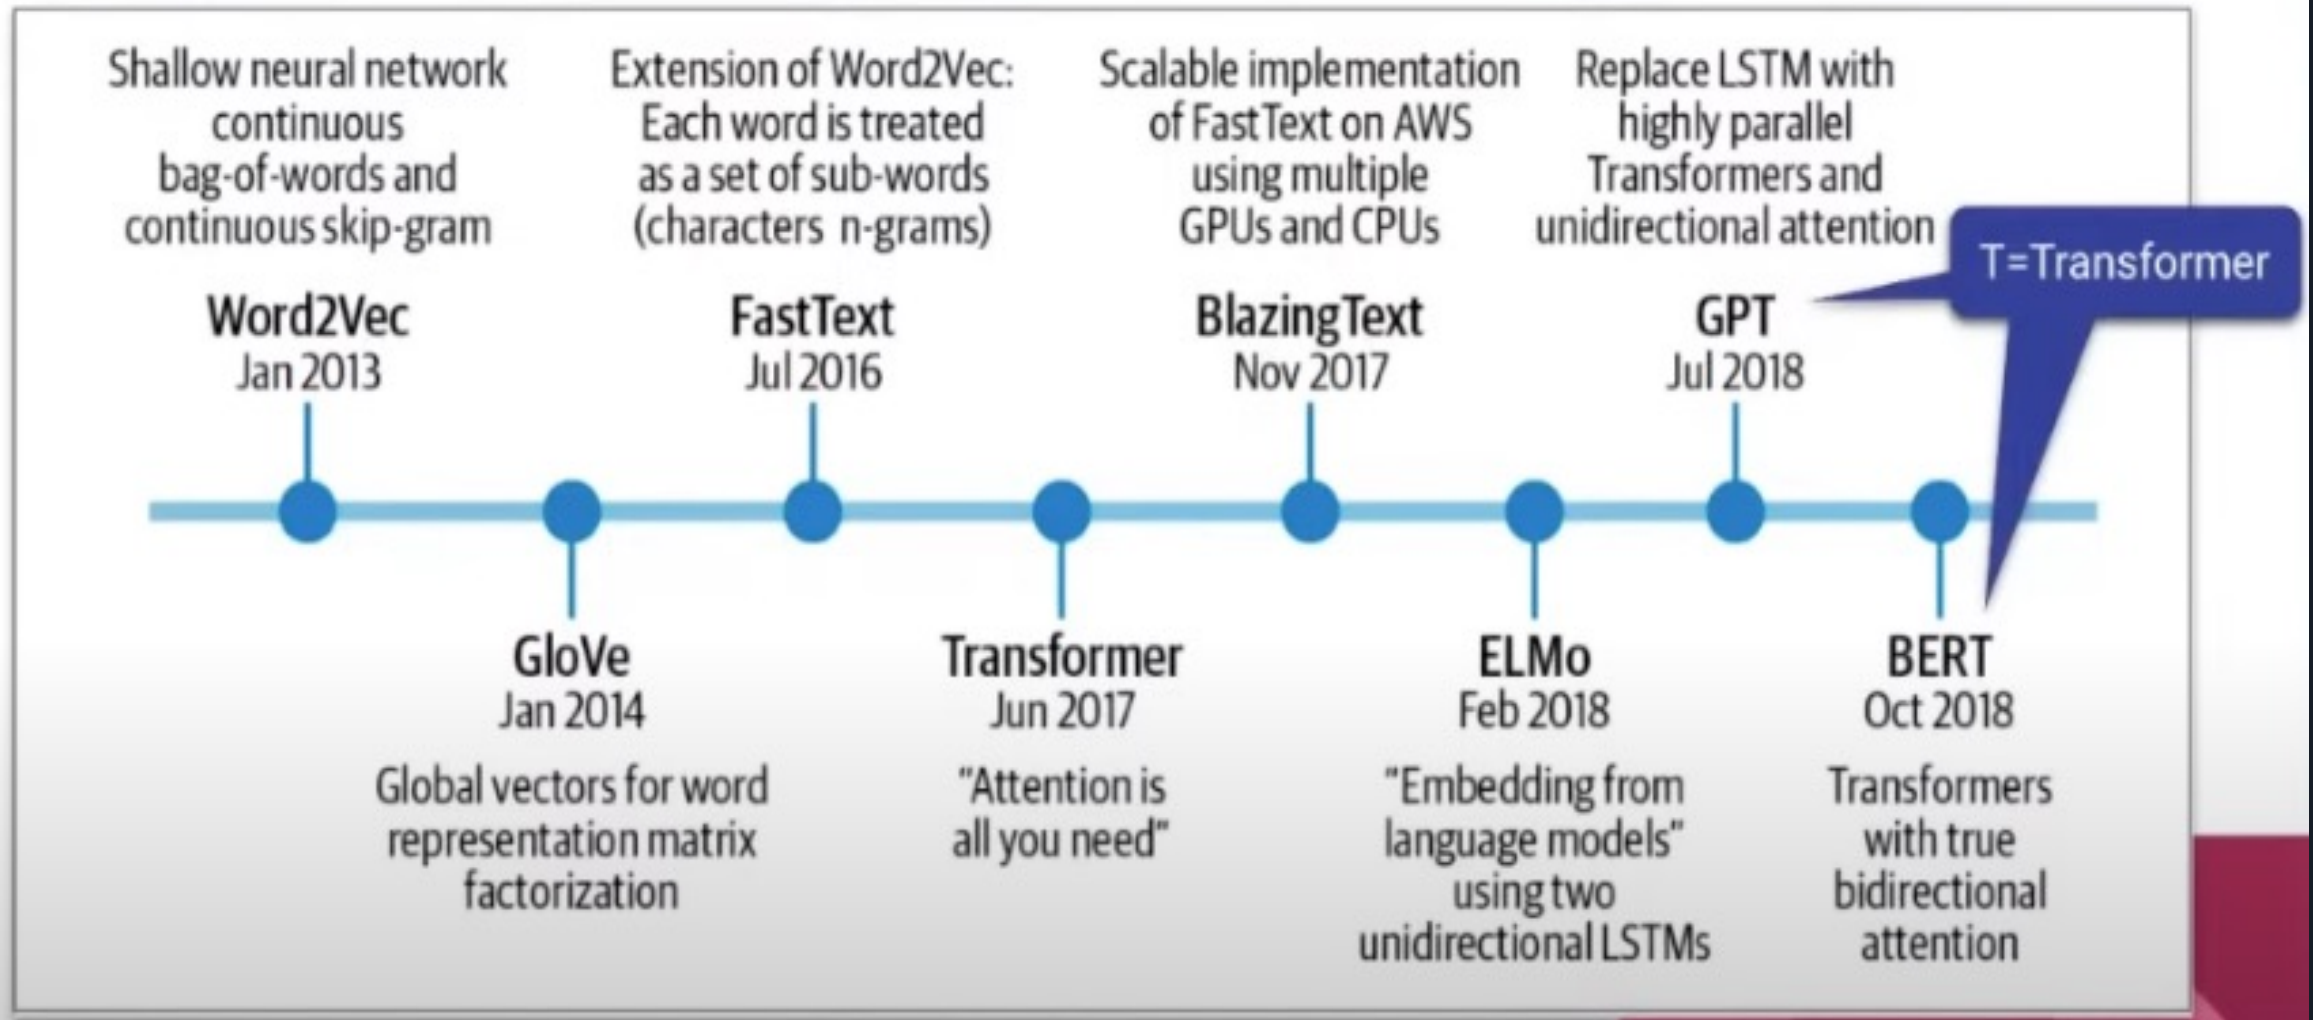 Shallow neural network
continuous
bag-of-words and
continuous skip-gram
Word2Vec
Jan 2013
Extension of Word2Vec:
Each word is treated
as a set of sub-words
(characters n-grams)
FastText
Jul 2016
Scalable implementation
of FastText on AWS
using multiple
GPUs and CPUs
BlazingText
Nov 2017
Replace LSTM with
highly parallel
Transformers and
unidirectional attention
GPT
Jul 2018
T=Transformer
GloVe
Jan 2014
Global vectors for word
representation matrix
factorization
Transformer
Jun 2017
"Attention is
all you need"
ELMo
Feb 2018
"Embedding from
language models"
using two
unidirectional LSTMs
BERT
Oct 2018
Transformers
with true
bidirectional
attention